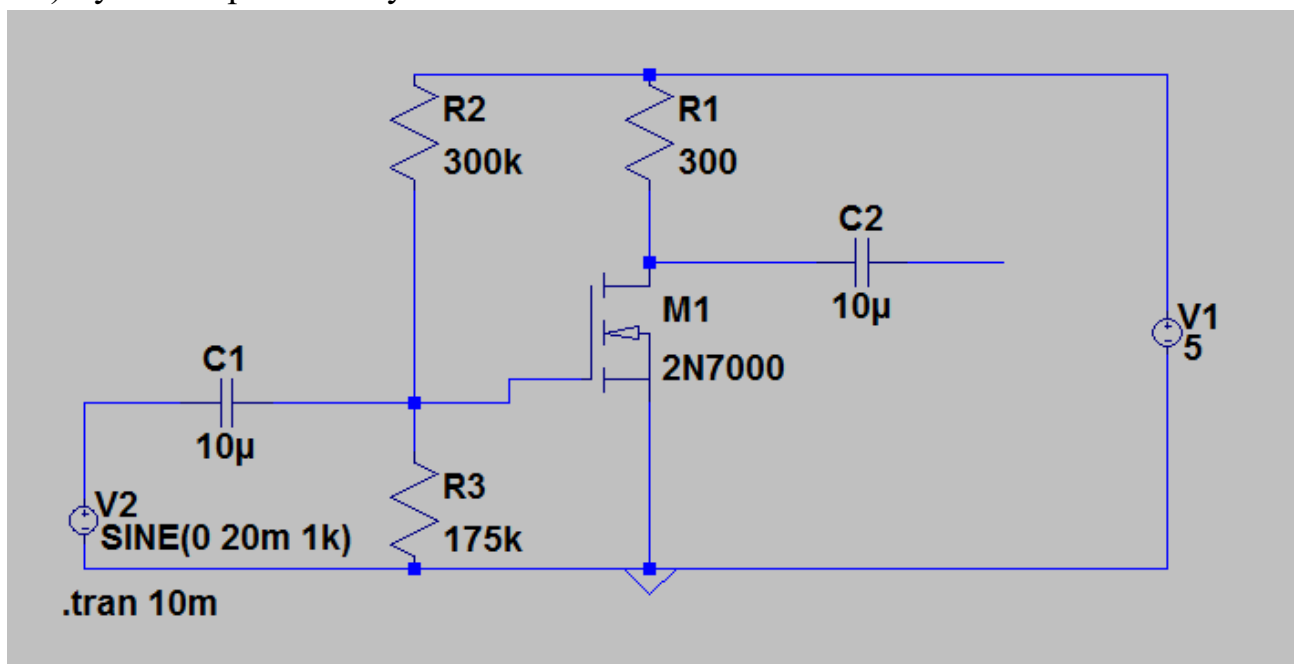 R2
300k
R1
300
C2
10µ
M1
2N7000
V1
5
C1
10µ
R3
175k
V2
SINE(0 20m 1k)
.tran 10m